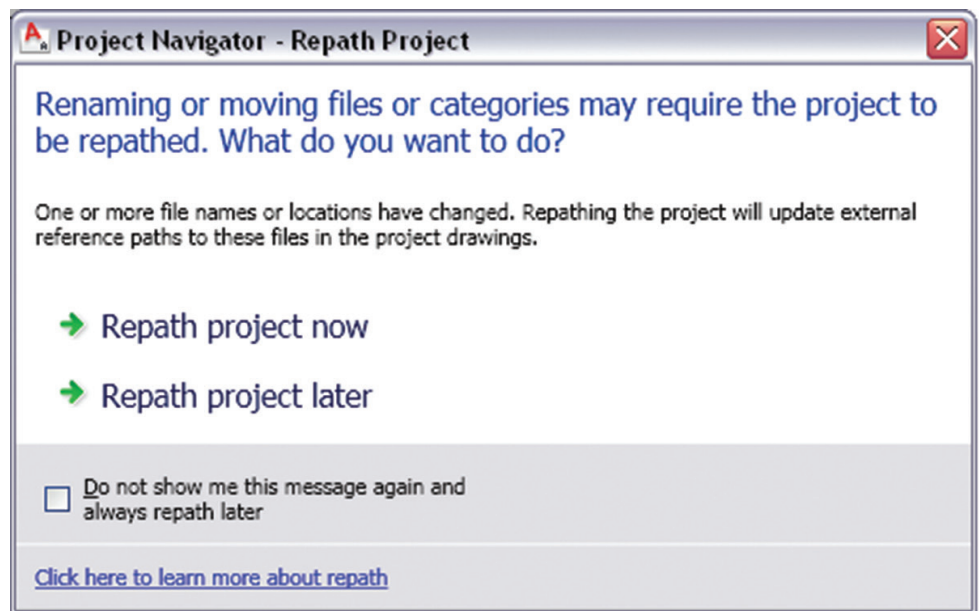 Project Navigator - Repath Project
Renaming or moving files or categories may require the project to
be repathed. What do you want to do?
One or more file names or locations have changed. Repathing the project will update external
reference paths to these files in the project drawings.
Repath project now
Repath project later
Do not show me this message again and
always repath later
Click here to learn more about repath